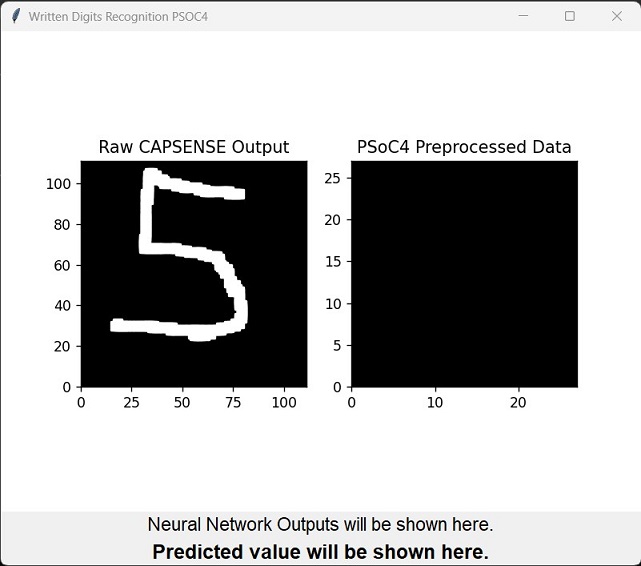 Written Digits Recognition PSOC4
Raw CAPSENSE Output
PSoC4 Preprocessed Data
100
80
60
40
20
0
0 25 50 75 100
5
25
20
15
10
5
0
0 10 20
Neural Network Outputs will be shown here.
Predicted value will be shown here.